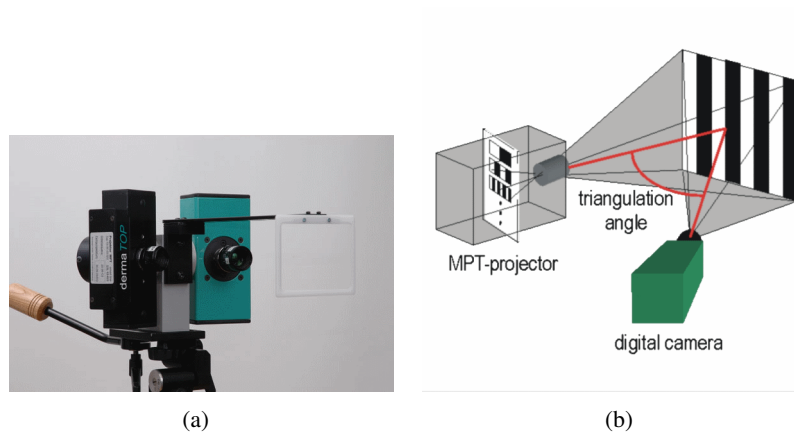 dermaTOP
triangulation
angle
MPT-projector
digital camera
(a)
(b)